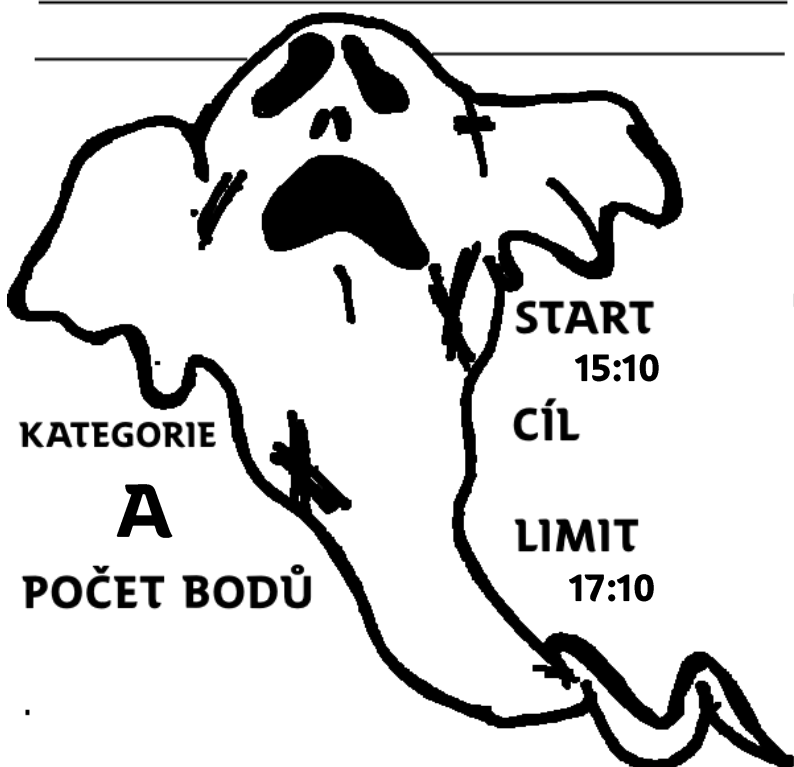 START
15:10
KATEGORIE
CÍL
A
LIMIT
POČET BODŮ
17:10